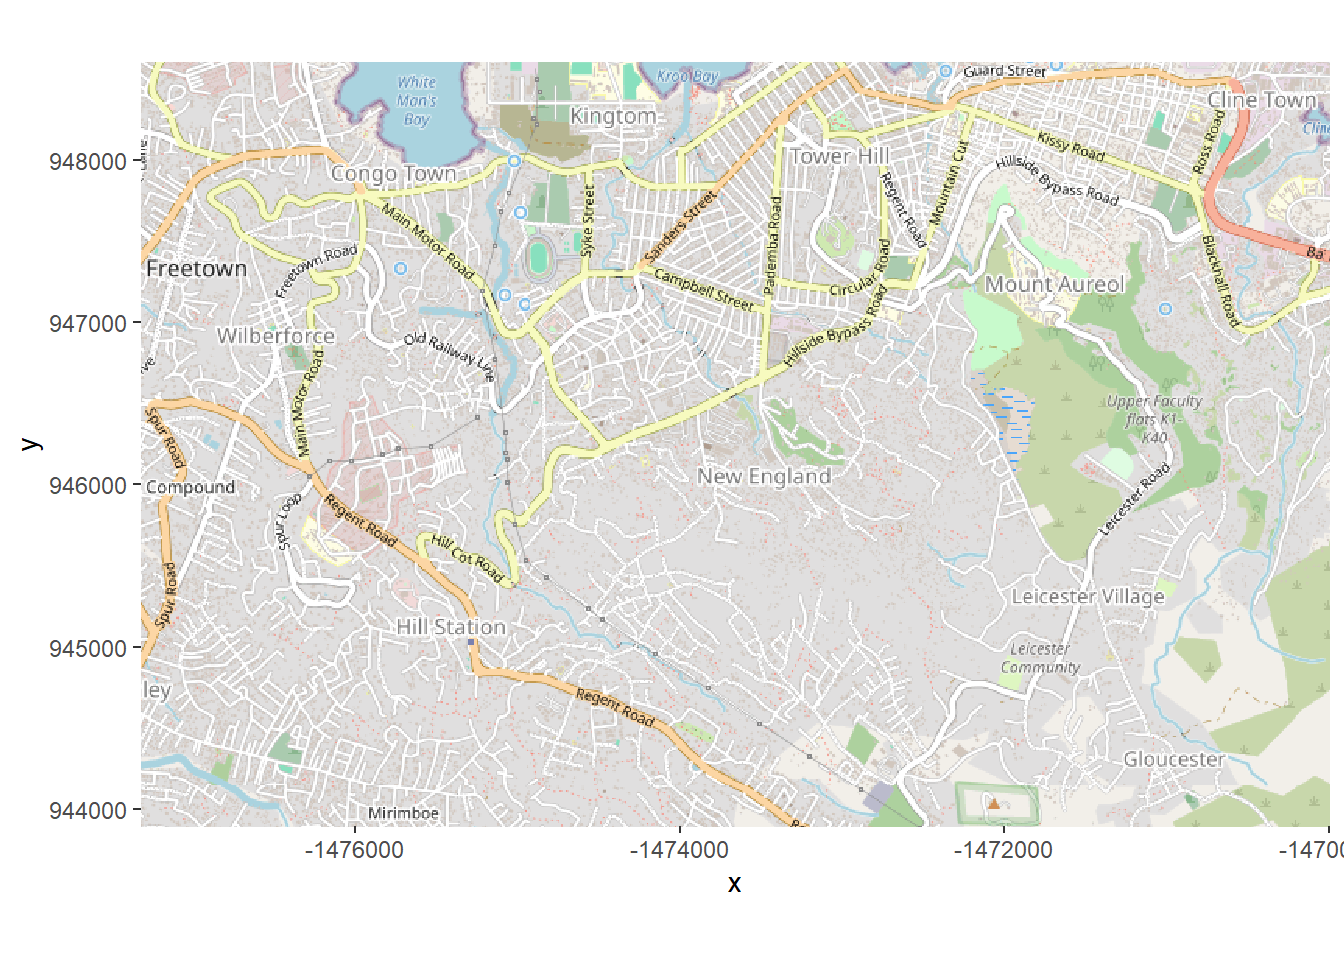 Guard Street
Kroo Bay
White
Man's
Bay
Cline Town
Kingtom
Kissy Road
Ross Road
948000
Tower Hill
Congo Town
Hillside Bypass Road
Mountain Cut
Regent Road
Syke Street
Sanders Street
Main Motor Road
Pademba Road
Freetown Road
Freetown
Circular Road
Blackhall Road
Campbell Street
Mount Aureol
947000
Wilberforce
Old Railway Line
Hillside Bypass Road
Main Motor Road
Spur Road
Upper Faculty
flats K1-
K40
y
946000
Compound
New England
Leicester Road
Spur Loop
Regent Road
Hill Cot Road
Spur Road
Leicester Village
Hill Station
945000
Leicester
Community
ley
Regent Road
Gloucester
944000
Mirimboe
-1476000
-1474000
-1472000
-14700
x